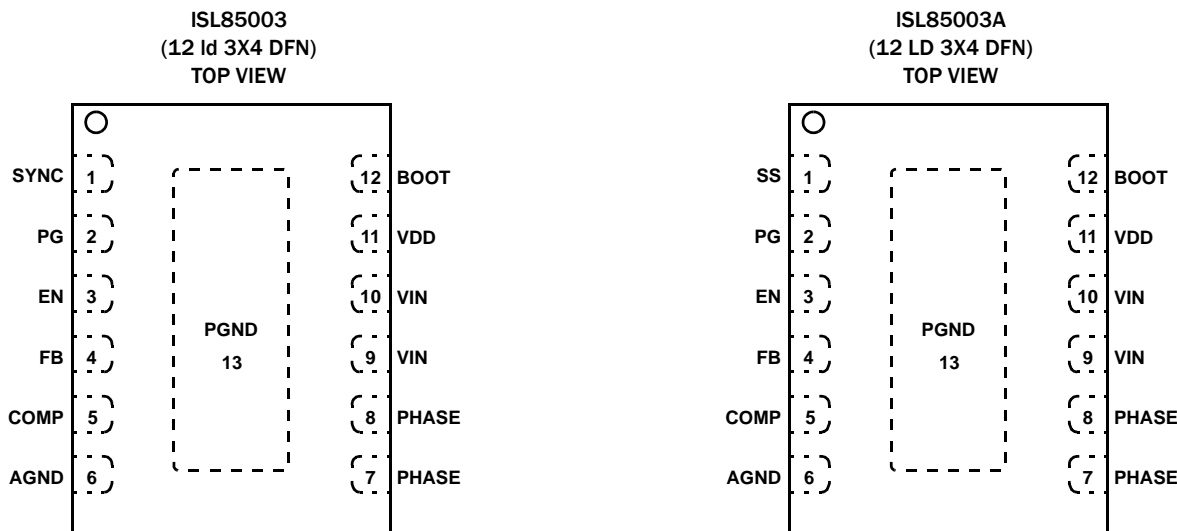 ISL85003
(12 ld 3X4 DFN)
TOP VIEW
SYNC 1
PG 2
EN 3
FB 4
COMP 5
AGND 6
PGND
13
12 BOOT
11 VDD
10 VIN
9 VIN
8 PHASE
7 PHASE
ISL85003A
(12 LD 3X4 DFN)
TOP VIEW
SS 1
PG 2
EN 3
FB 4
COMP 5
AGND 6
PGND
13
12 BOOT
11 VDD
10 VIN
9 VIN
8 PHASE
7 PHASE